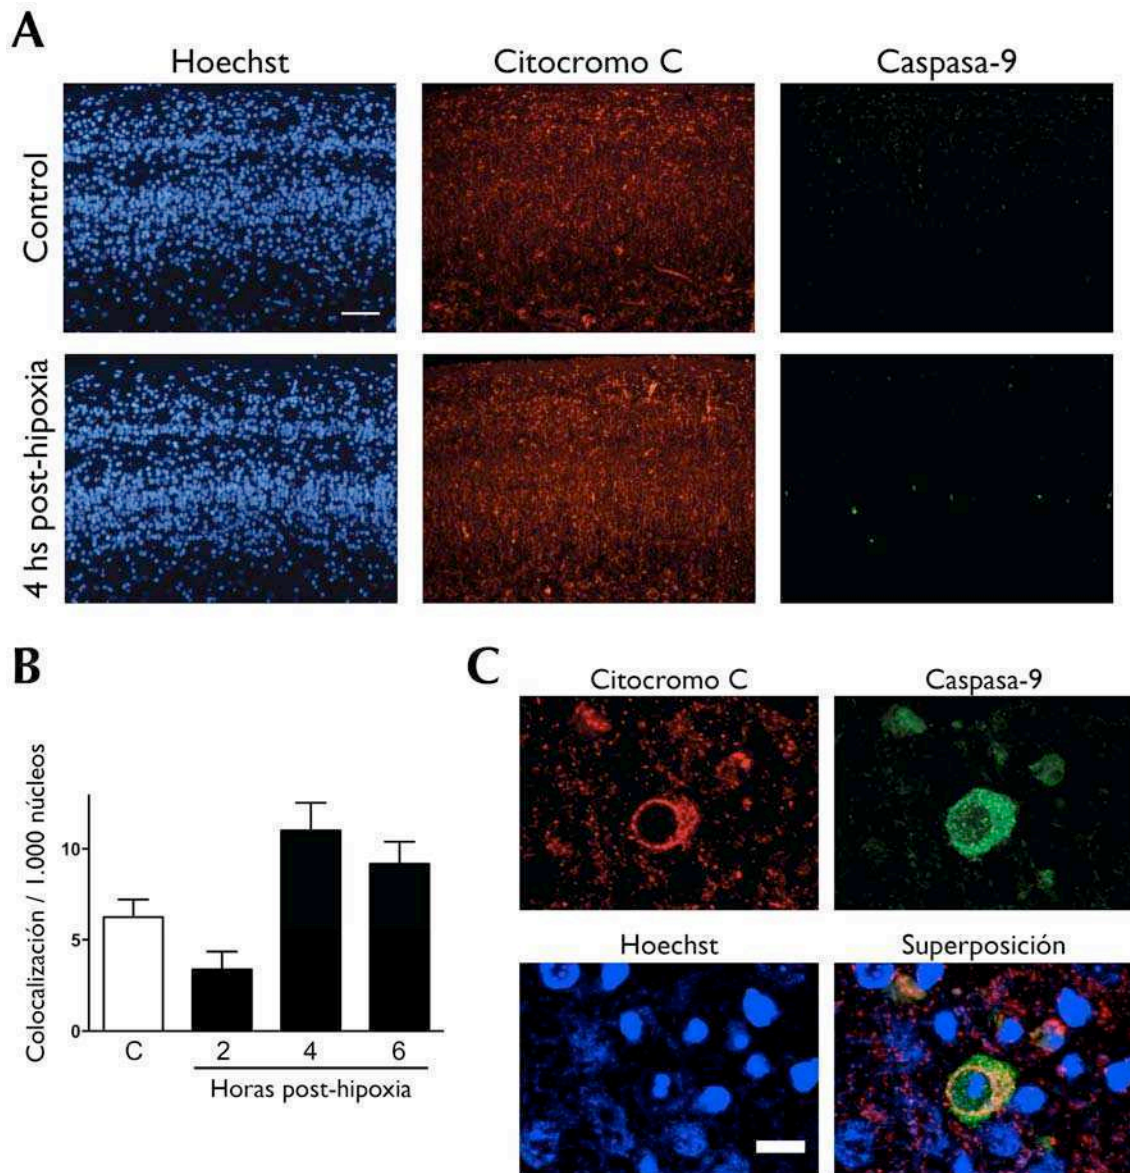 A
Hoechst
Citocromo C
Caspasa-9
Control
4 hs post-hipoxia
B
Colocalización / 1.000 núcleos
10
5
0
C
2
4
6
Horas post-hipoxia
C
Citocromo C
Caspasa-9
Hoechst
Superposición